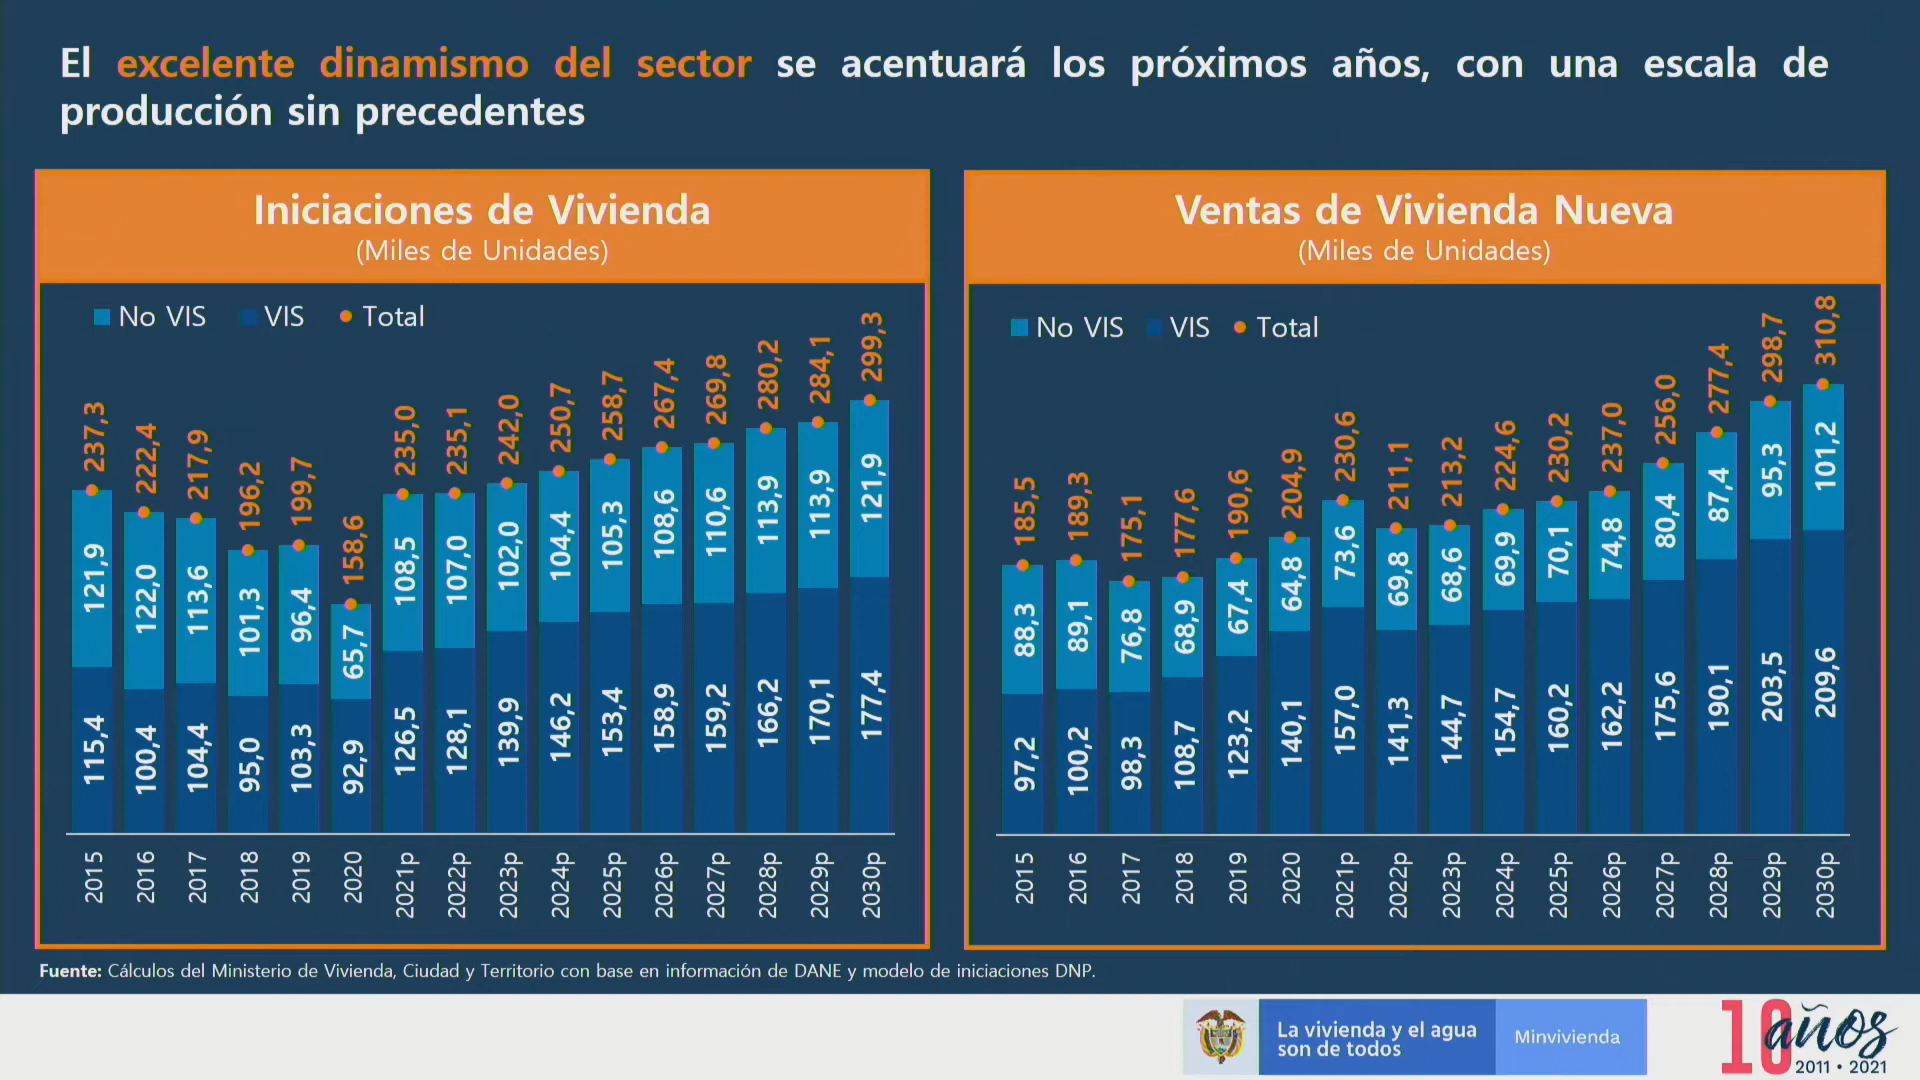 El excelente dinamismo del sector se acentuará los próximos años, con una escala de
producción sin precedentes
Iniciaciones de Vivienda
(Miles de Unidades)
No VIS VIS Total
237,3 222,4 217,9 196,2 199,7 158,6 235,0 235,1 242,0 250,7 258,7 267,4 269,8 280,2 284,1 299,3
121,9 122,0 113,6 101,3 96,4 65,7 108,5 107,0 102,0 104,4 105,3 108,6 110,6 113,9 113,9 121,9
115,4 100,4 104,4 95,0 103,3 92,9 126,5 128,1 139,9 146,2 153,4 158,9 159,2 166,2 170,1 177,4
2015 2016 2017 2018 2019 2020 2021p 2022p 2023p 2024p 2025p 2026p 2027p 2028p 2029p 2030p
Ventas de Vivienda Nueva
(Miles de Unidades)
No VIS VIS Total
185,5 189,3 175,1 177,6 190,6 204,9 230,6 211,1 213,2 224,6 230,2 237,0 256,0 277,4 298,7 310,8
88,3 89,1 76,8 68,9 67,4 64,8 73,6 69,8 68,6 69,9 70,1 74,8 80,4 87,4 95,3 101,2
97,2 100,2 98,3 108,7 123,2 140,1 157,0 141,3 144,7 154,7 160,2 162,2 175,6 190,1 203,5 209,6
2015 2016 2017 2018 2019 2020 2021p 2022p 2023p 2024p 2025p 2026p 2027p 2028p 2029p 2030p
Fuente: Cálculos del Ministerio de Vivienda, Ciudad y Territorio con base en información de DANE y modelo de iniciaciones DNP.
La vivienda y el agua
son de todos
Minvivienda
10 años
2011 • 2021